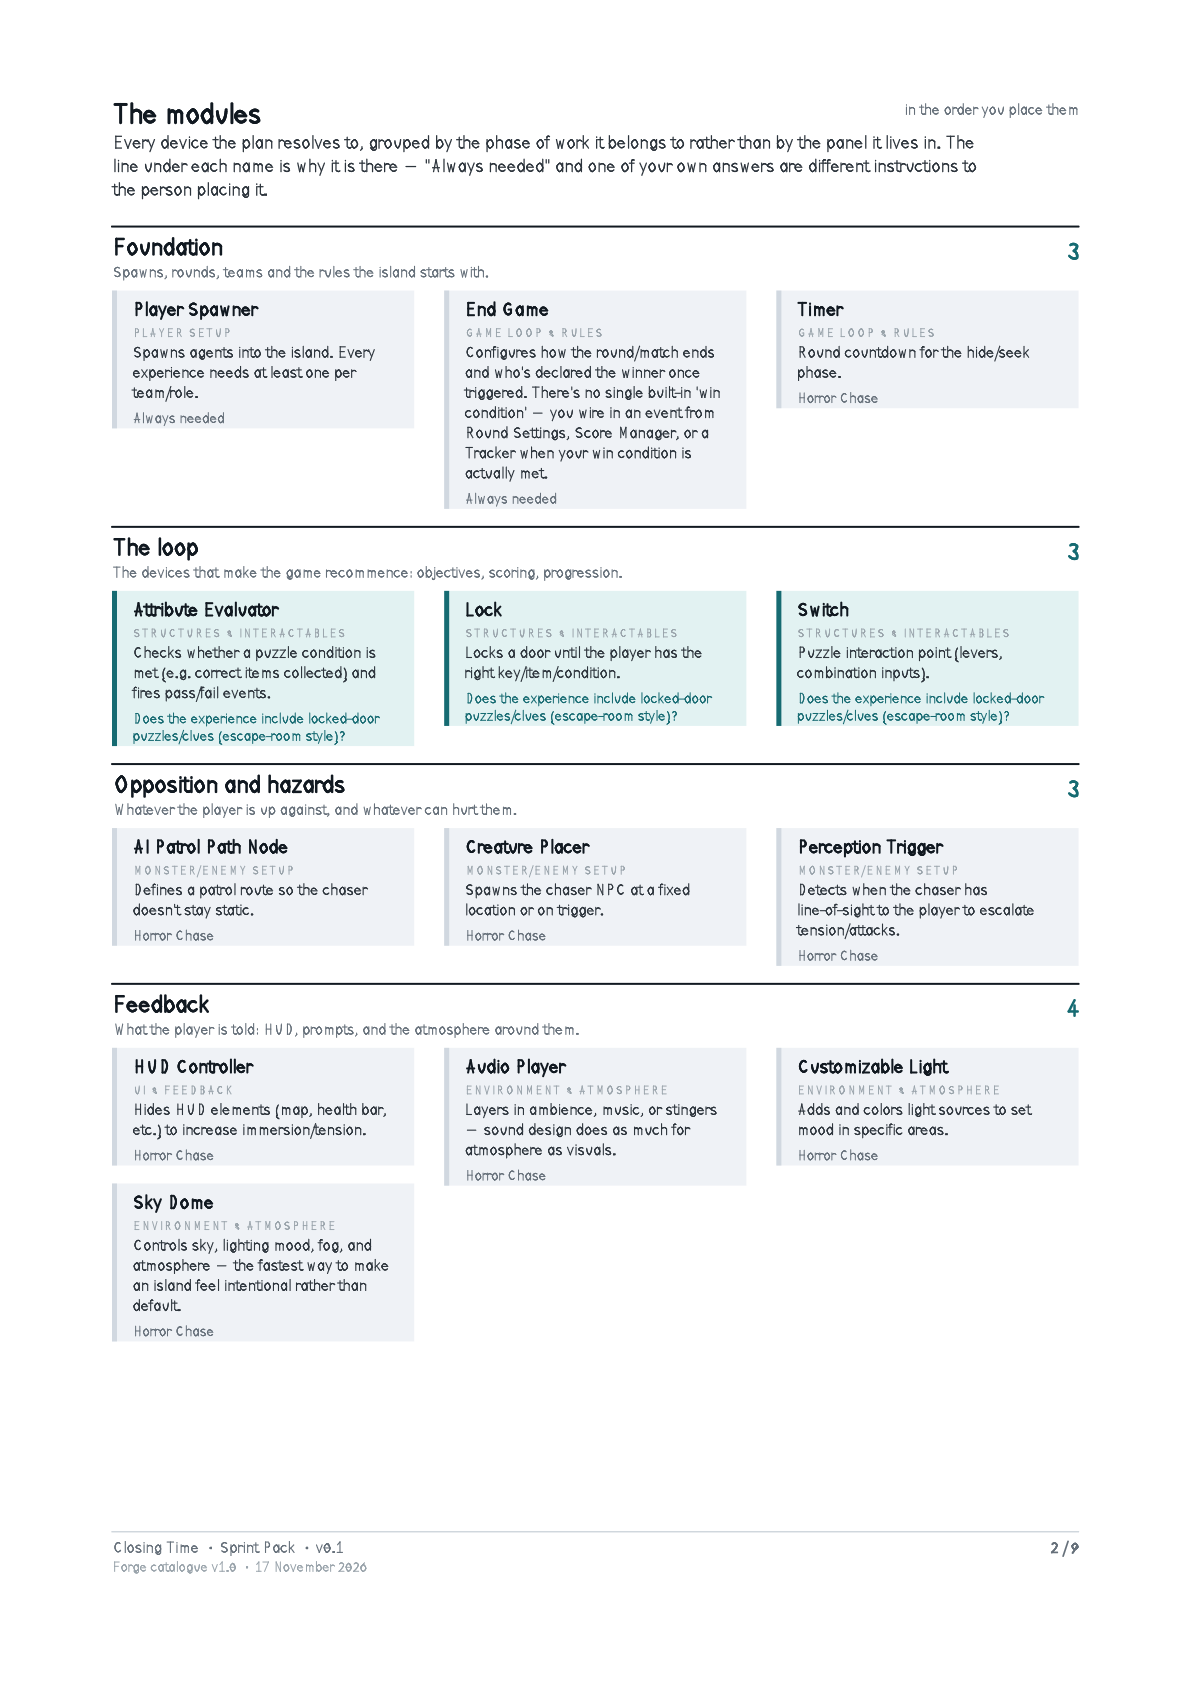 The modules
in the order you place them
Every device the plan resolves to, grouped by the phase of work it belongs to rather than by the panel it lives in. The
line under each name is why it is there — "Always needed" and one of your own answers are different instructions to
the person placing it.
Foundation
3
Spawns, rounds, teams and the rules the island starts with.
Player Spawner
PLAYER SETUP
Spawns agents into the island. Every
experience needs at least one per
team/role.
Always needed
End Game
GAME LOOP & RULES
Configures how the round/match ends
and who's declared the winner once
triggered. There's no single built-in 'win
condition' — you wire in an event from
Round Settings, Score Manager, or a
Tracker when your win condition is
actually met.
Always needed
Timer
GAME LOOP & RULES
Round countdown for the hide/seek
phase.
Horror Chase
The loop
3
The devices that make the game recommence: objectives, scoring, progression.
Attribute Evaluator
STRUCTURES & INTERACTABLES
Checks whether a puzzle condition is
met (e.g. correct items collected) and
fires pass/fail events.
Does the experience include locked-door
puzzles/clues (escape-room style)?
Lock
STRUCTURES & INTERACTABLES
Locks a door until the player has the
right key/item/condition.
Does the experience include locked-door
puzzles/clues (escape-room style)?
Switch
STRUCTURES & INTERACTABLES
Puzzle interaction point (levers,
combination inputs).
Does the experience include locked-door
puzzles/clues (escape-room style)?
Opposition and hazards
3
Whatever the player is up against, and whatever can hurt them.
AI Patrol Path Node
MONSTER/ENEMY SETUP
Defines a patrol route so the chaser
doesn't stay static.
Horror Chase
Creature Placer
MONSTER/ENEMY SETUP
Spawns the chaser NPC at a fixed
location or on trigger.
Horror Chase
Perception Trigger
MONSTER/ENEMY SETUP
Detects when the chaser has
line-of-sight to the player to escalate
tension/attacks.
Horror Chase
Feedback
4
What the player is told: HUD, prompts, and the atmosphere around them.
HUD Controller
UI & FEEDBACK
Hides HUD elements (map, health bar,
etc.) to increase immersion/tension.
Horror Chase
Audio Player
ENVIRONMENT & ATMOSPHERE
Layers in ambience, music, or stingers
— sound design does as much for
atmosphere as visuals.
Horror Chase
Customizable Light
ENVIRONMENT & ATMOSPHERE
Adds and colors light sources to set
mood in specific areas.
Horror Chase
Sky Dome
ENVIRONMENT & ATMOSPHERE
Controls sky, lighting mood, fog, and
atmosphere — the fastest way to make
an island feel intentional rather than
default.
Horror Chase
Closing Time · Sprint Pack · v0.1
2 / 9
Forge catalogue v1.0 · 17 November 2026